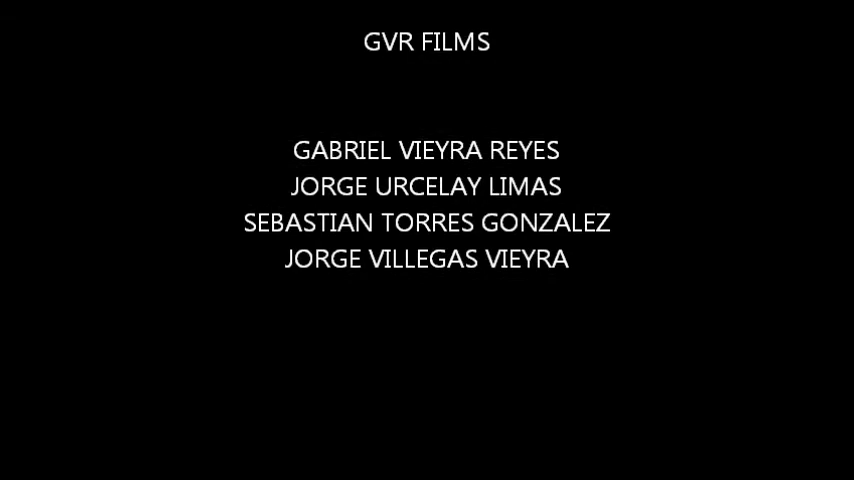 GVR FILMS
GABRIEL VIEYRA REYES
JORGE URCELAY LIMAS
SEBASTIAN TORRES GONZALEZ
JORGE VILLEGAS VIEYRA